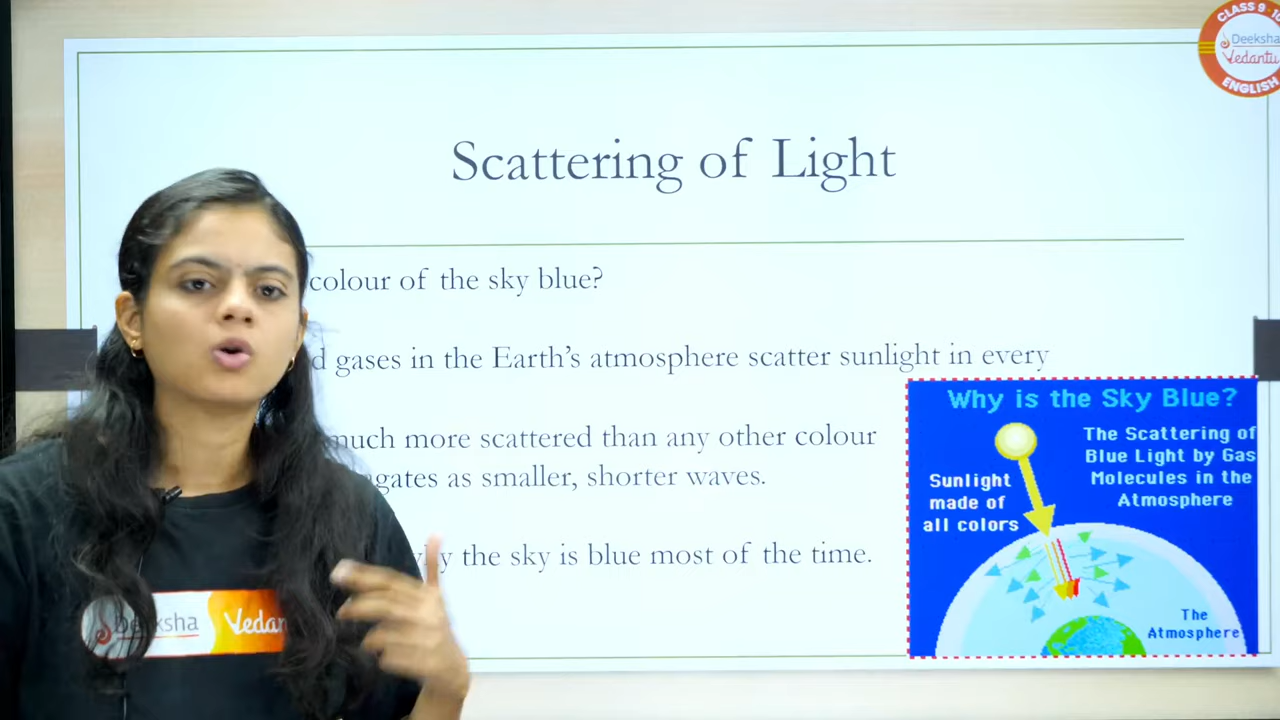 CLASS 9-10
Deeksha
Vedantu
ENGLISH
Scattering of Light
colour of the sky blue?
gases in the Earth's atmosphere scatter sunlight in every
much more scattered than any other colour
as smaller, shorter waves.
the sky is blue most of the time.
Why is the Sky Blue?
The Scattering of
Blue Light by Gas
Molecules in the
Atmosphere
Sunlight
made of
all colors
The
Atmosphere
Deeksha